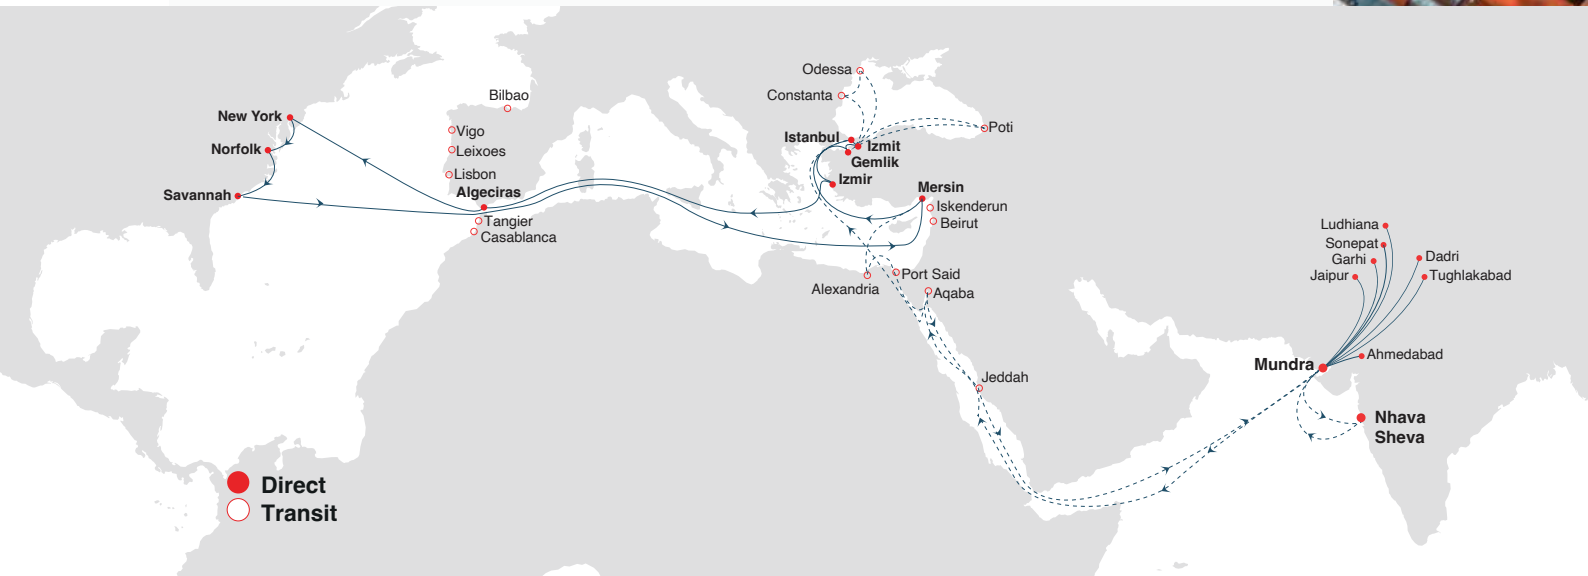 Odessa
Constanta
Bilbao
New York
Vigo
Poti
Istanbul
Izmit
Norfolk
Leixoes
Gemlik
Lisbon
Izmir
Savannah
Algeciras
Mersin
Iskenderun
Tangier
Beirut
Casablanca
Ludhiana
Sonepat
Garhi
Dadri
Jaipur
Tughlakabad
Port Said
Alexandria
Aqaba
Ahmedabad
Mundra
Jeddah
Nhava
Sheva
Direct
Transit